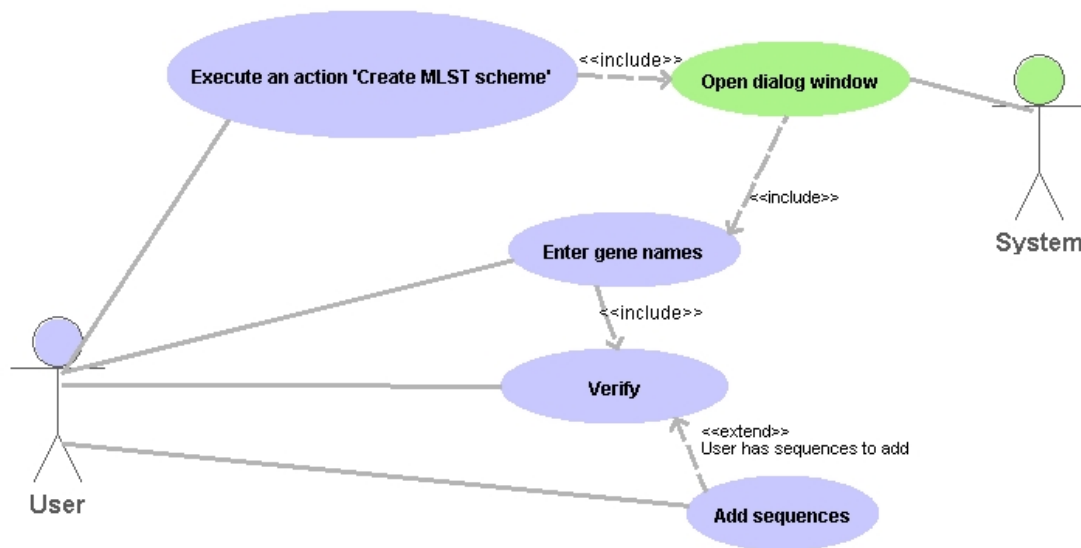 Execute an action 'Create MLST scheme'
<<include>>
Open dialog window
<<include>>
System
Enter gene names
<<include>>
Verify
<<extend>>
User has sequences to add
User
Add sequences